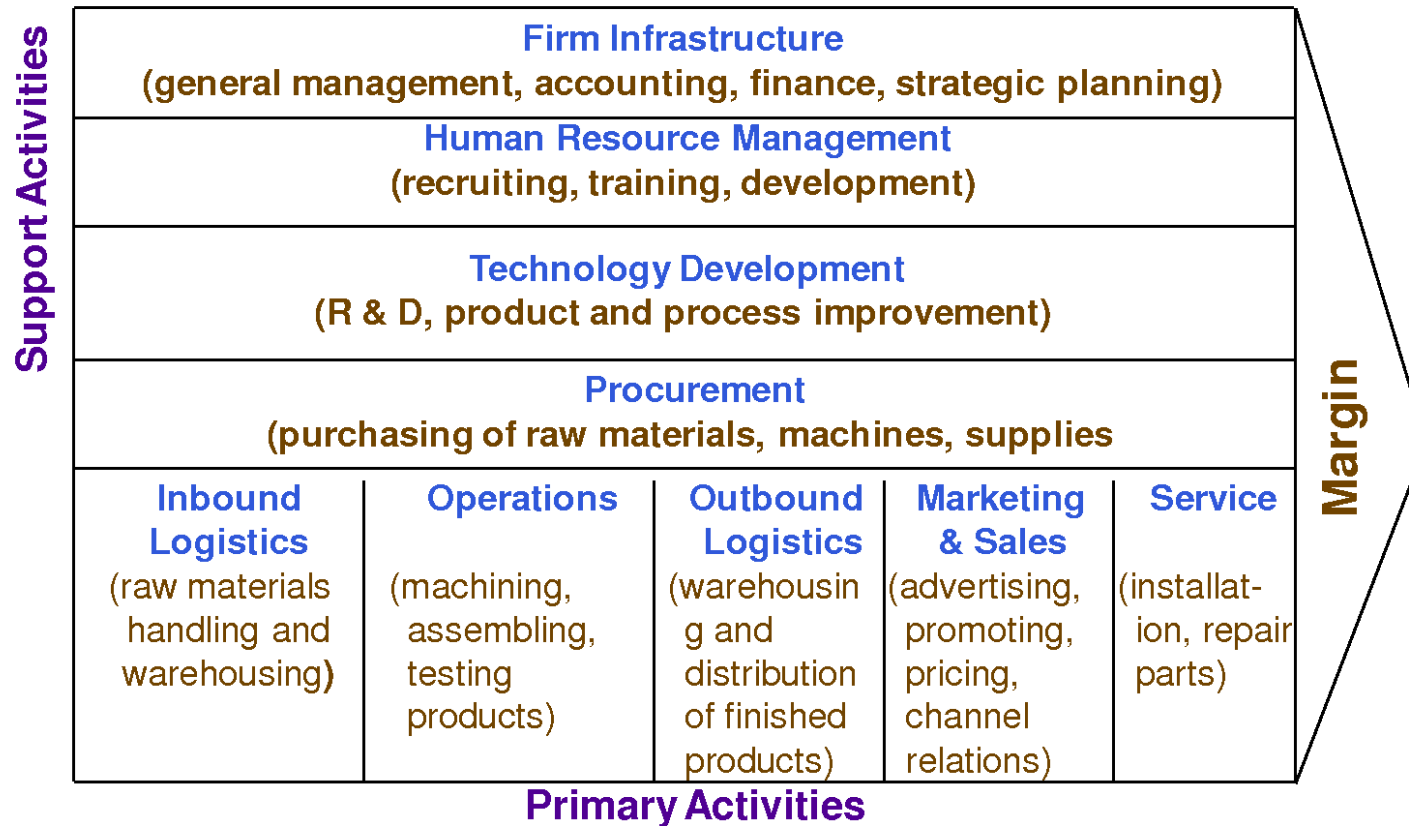 Support Activities
Firm Infrastructure
(general management, accounting, finance, strategic planning)
Human Resource Management
(recruiting, training, development)
Technology Development
(R & D, product and process improvement)
Procurement
(purchasing of raw materials, machines, supplies
Inbound
Logistics
(raw materials
handling and
warehousing)
Operations
(machining,
assembling,
testing
products)
Outbound
Logistics
(warehousin
g and
distribution
of finished
products)
Marketing
& Sales
(advertising,
promoting,
pricing,
channel
relations)
Service
(installat-
ion, repair
parts)
Margin
Primary Activities